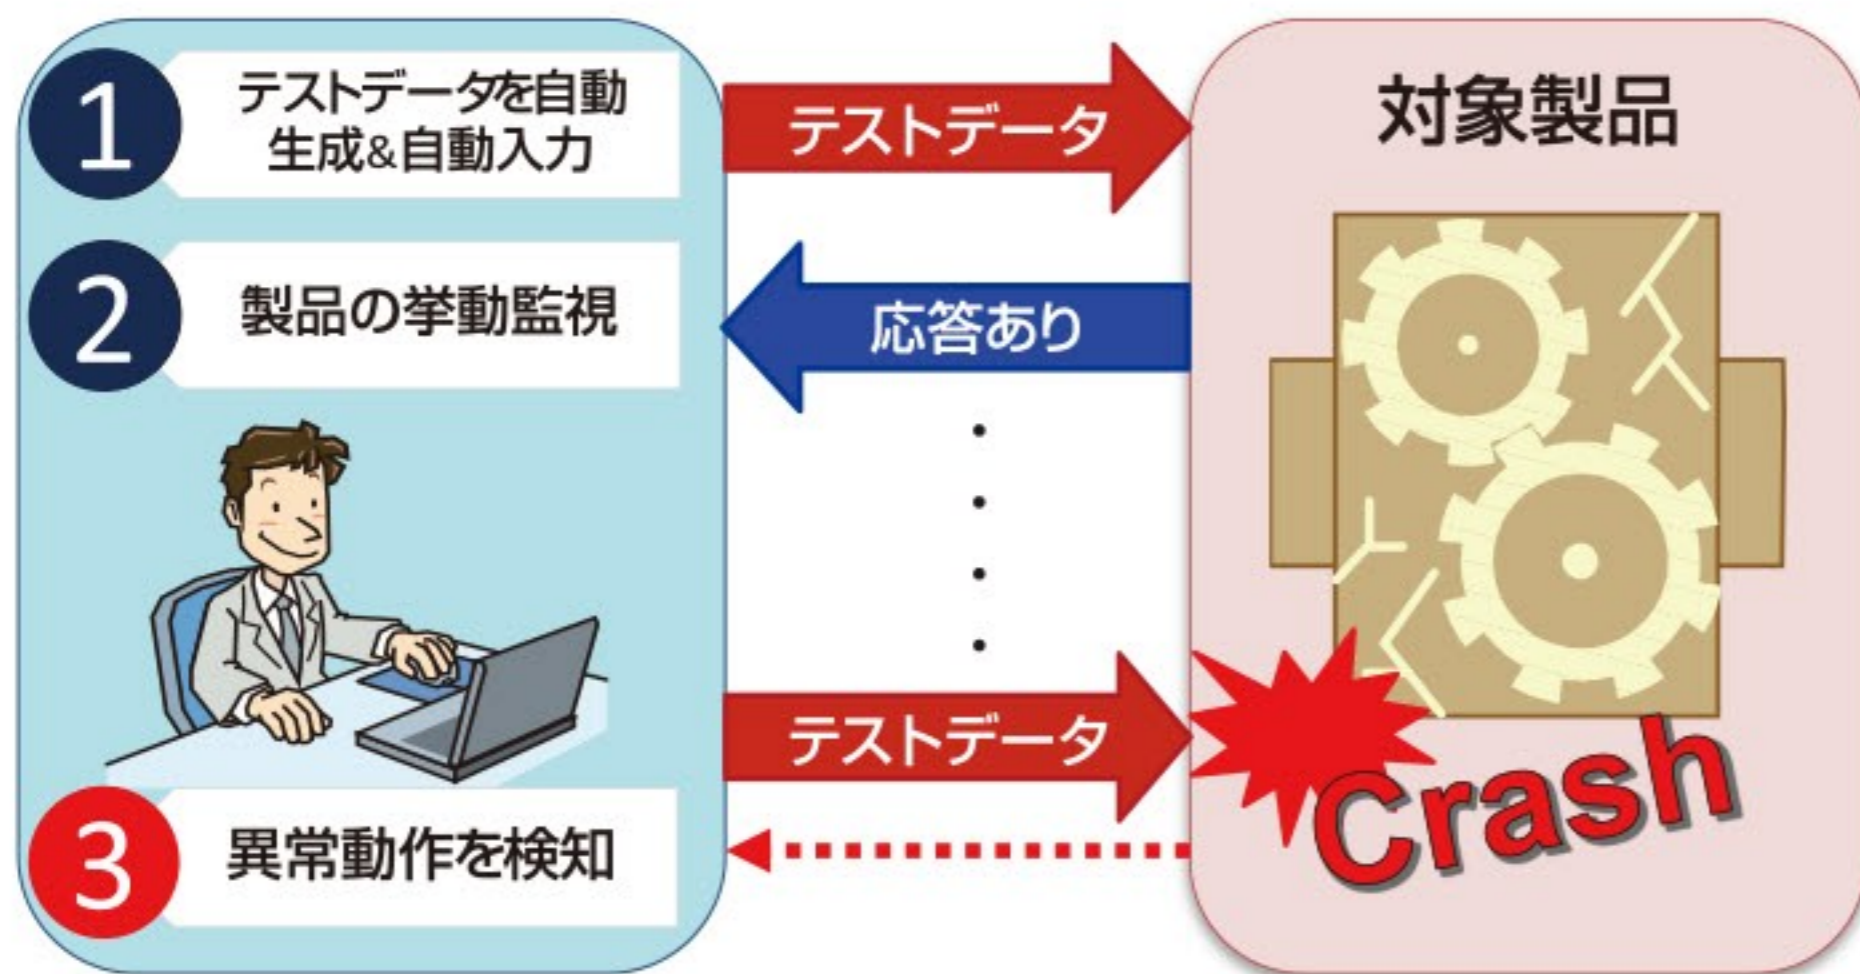 1
テストデータを自動
生成&自動入力
テストデータ
対象製品
2
製品の挙動監視
応答あり
テストデータ
Crash
3
異常動作を検知